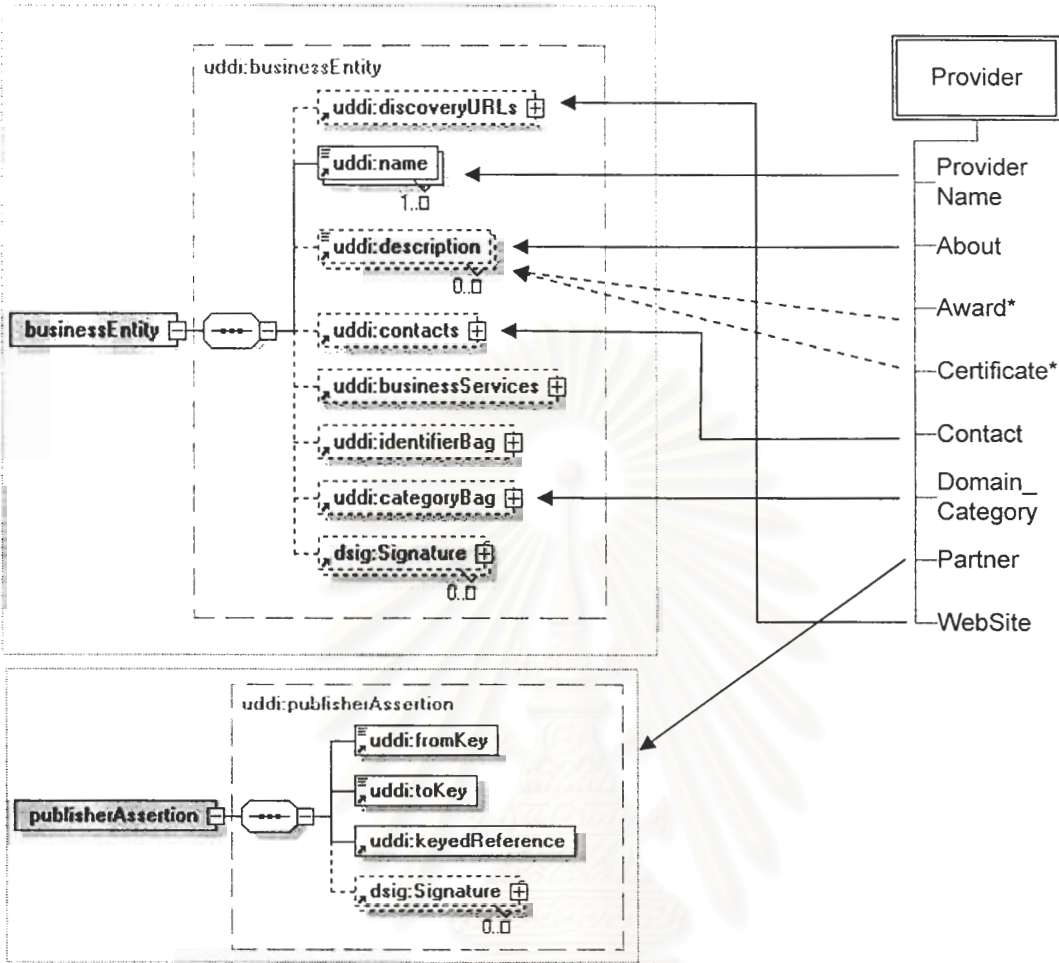 uddi:businessEntity
uddi:discoveryURLs
uddi:name
1..
uddi:description
0..
businessEntity
uddi:contacts
uddi:businessServices
uddi:identifierBag
uddi:categoryBag
dsig:Signature
0..
Provider
Provider
Name
About
Award*
Certificate*
Contact
Domain_
Category
Partner
WebSite
uddi:publisherAssertion
uddi:fromKey
uddi:toKey
publisherAssertion
uddi:keyedReference
dsig:Signature
0..